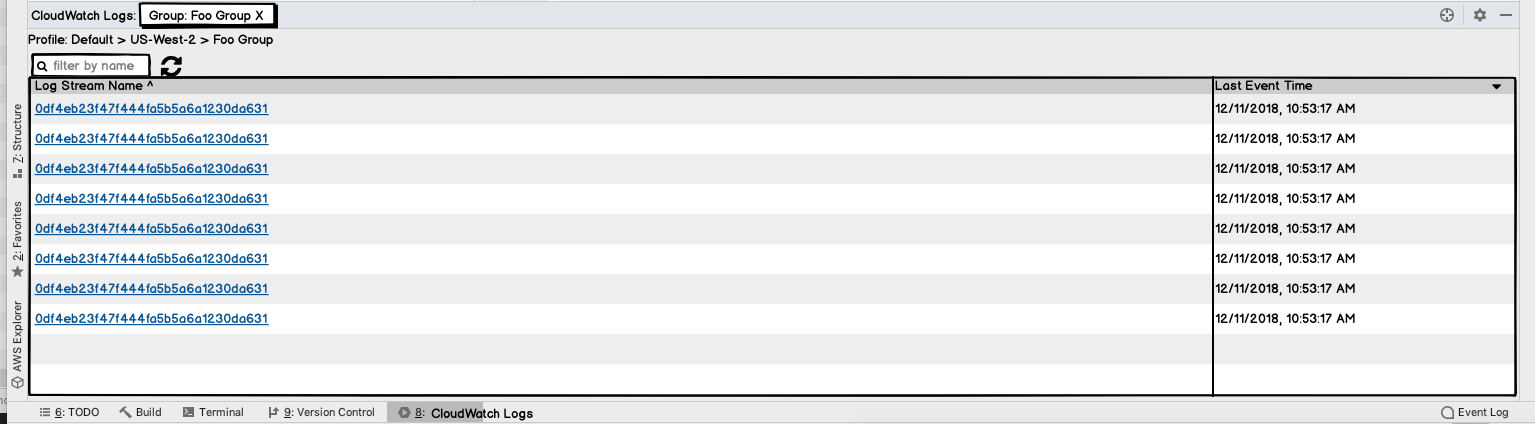 CloudWatch Logs: Group: Foo Group X
Profile: Default > US-West-2 > Foo Group
filter by name
Log Stream Name ^ Last Event Time
0df4eb23f47f444fa5b5a6a1230da631 12/11/2018, 10:53:17 AM
0df4eb23f47f444fa5b5a6a1230da631 12/11/2018, 10:53:17 AM
0df4eb23f47f444fa5b5a6a1230da631 12/11/2018, 10:53:17 AM
0df4eb23f47f444fa5b5a6a1230da631 12/11/2018, 10:53:17 AM
0df4eb23f47f444fa5b5a6a1230da631 12/11/2018, 10:53:17 AM
0df4eb23f47f444fa5b5a6a1230da631 12/11/2018, 10:53:17 AM
0df4eb23f47f444fa5b5a6a1230da631 12/11/2018, 10:53:17 AM
0df4eb23f47f444fa5b5a6a1230da631 12/11/2018, 10:53:17 AM
7: Structure
2: Favorites
AWS Explorer
6: TODO Build Terminal 9: Version Control 8: CloudWatch Logs Event Log